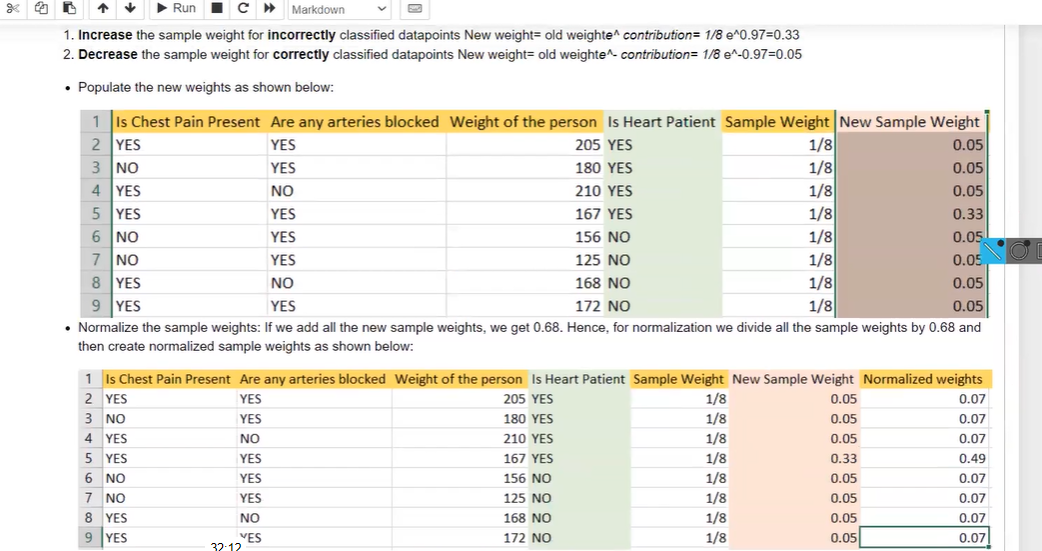 Run Markdown
1. Increase the sample weight for incorrectly classified datapoints New weight= old weighte^ contribution= 1/8 e^0.97=0.33
2. Decrease the sample weight for correctly classified datapoints New weight= old weighte^- contribution= 1/8 e^-0.97=0.05
• Populate the new weights as shown below:
1 Is Chest Pain Present Are any arteries blocked Weight of the person Is Heart Patient Sample Weight New Sample Weight
2 YES YES 205 YES 1/8 0.05
3 NO YES 180 YES 1/8 0.05
4 YES NO 210 YES 1/8 0.05
5 YES YES 167 YES 1/8 0.33
6 NO YES 156 NO 1/8 0.05
7 NO YES 125 NO 1/8 0.05
8 YES NO 168 NO 1/8 0.05
9 YES YES 172 NO 1/8 0.05
• Normalize the sample weights: If we add all the new sample weights, we get 0.68. Hence, for normalization we divide all the sample weights by 0.68 and
then create normalized sample weights as shown below:
1 Is Chest Pain Present Are any arteries blocked Weight of the person Is Heart Patient Sample Weight New Sample Weight Normalized weights
2 YES YES 205 YES 1/8 0.05 0.07
3 NO YES 180 YES 1/8 0.05 0.07
4 YES NO 210 YES 1/8 0.05 0.07
5 YES YES 167 YES 1/8 0.33 0.49
6 NO YES 156 NO 1/8 0.05 0.07
7 NO YES 125 NO 1/8 0.05 0.07
8 YES NO 168 NO 1/8 0.05 0.07
9 YES YES 172 NO 1/8 0.05 0.07
32:12